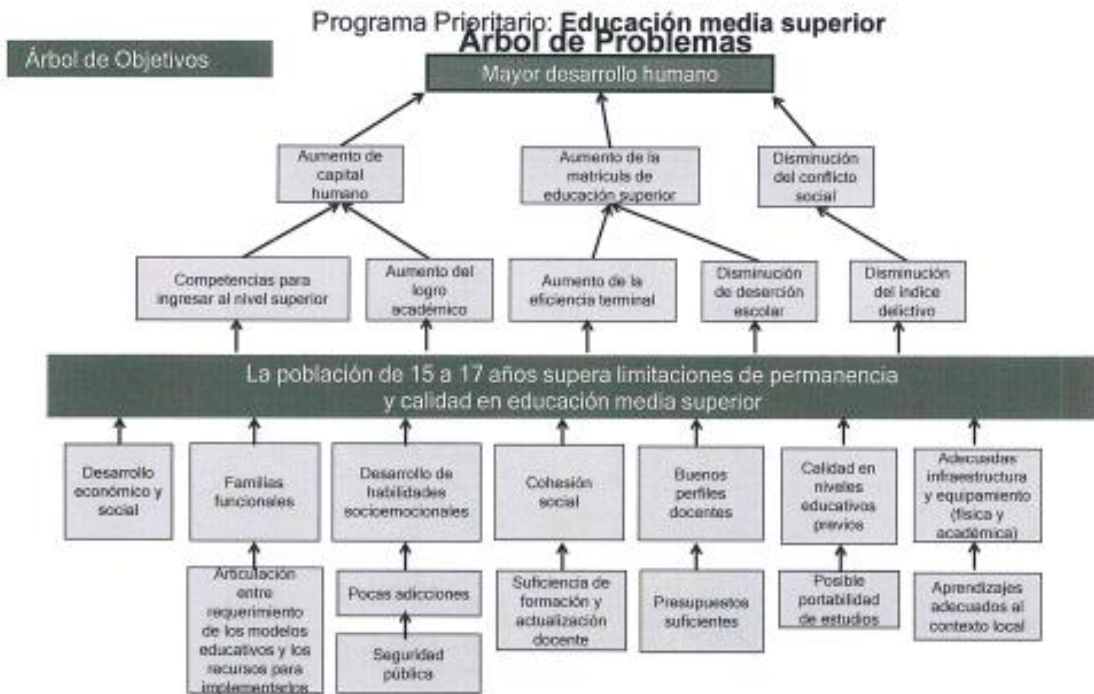 Programa Prioritario: Educación media superior
Árbol de Problemas
Árbol de Objetivos
Mayor desarrollo humano
Aumento de
capital
humano
Aumento de la
matrícula de
educación superior
Disminución
del conflicto
social
Competencias para
ingresar al nivel superior
Aumento del
logro
académico
Aumento de la
eficiencia terminal
Disminución
de deserción
escolar
Disminución
del índice
delictivo
La población de 15 a 17 años supera limitaciones de permanencia
y calidad en educación media superior
Desarrollo
económico y
social
Familias
funcionales
Desarrollo de
habilidades
socioemocionales
Cohesión
social
Buenos
perfiles
docentes
Calidad en
niveles
educativos
previos
Adecuadas
infraestructura
y equipamiento
(física y
académica)
Articulación
entre
requerimiento
de los modelos
educativos y los
recursos para
implementarlos
Pocas adicciones
Seguridad
pública
Suficiencia de
formación y
actualización
docente
Presupuestos
suficientes
Posible
portabilidad
de estudios
Aprendizajes
adecuados al
contexto local